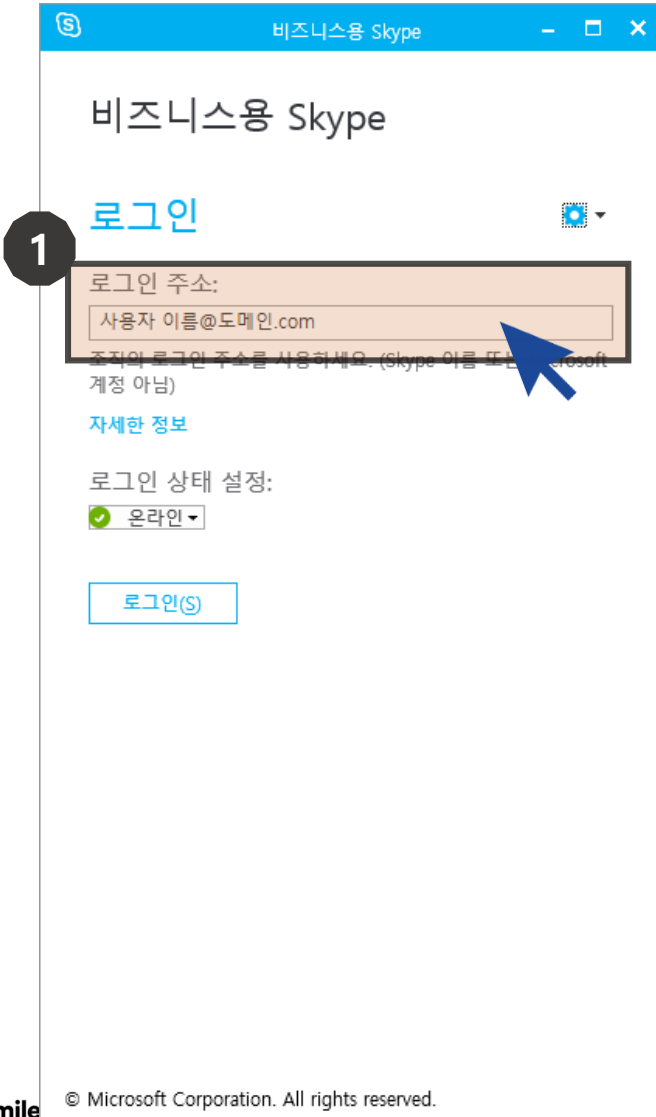 비즈니스용 Skype
비즈니스용 Skype
로그인
1
로그인 주소:
사용자 이름@도메인.com
조직의 로그인 주소를 사용하세요. (Skype 이름 또는
계정 아님)
자세한 정보
로그인 상태 설정:
온라인
로그인(S)
© Microsoft Corporation. All rights reserved.